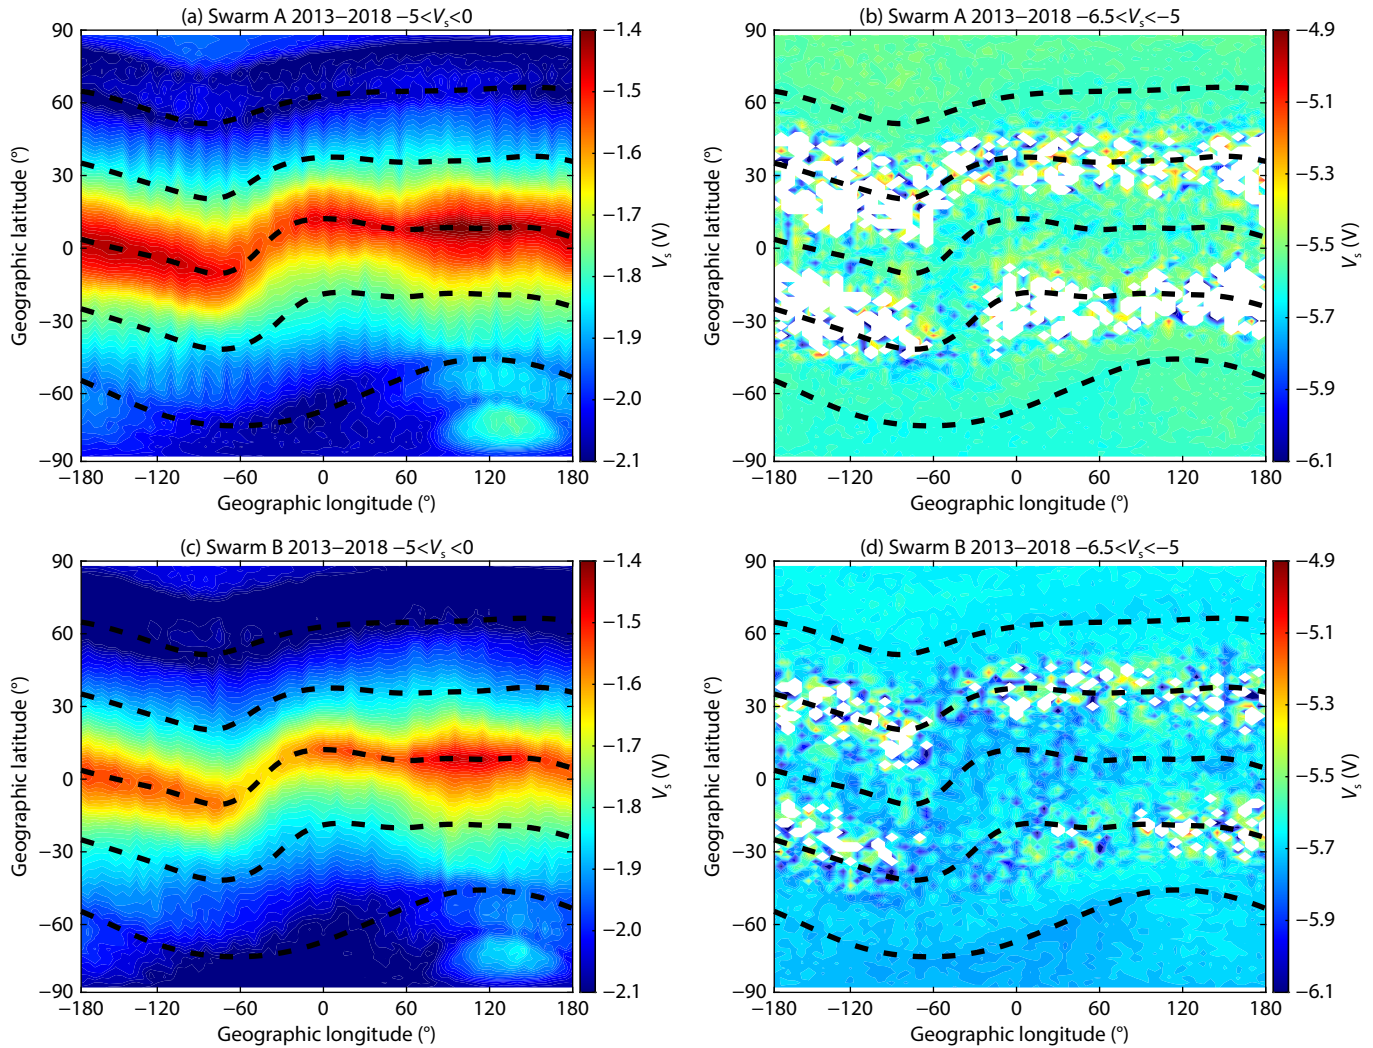 (a) Swarm A 2013−2018 −5<Vs<0
90
60
30
0
−30
−60
−90
Geographic latitude (°)
−180 −120 −60 0 60 120 180
Geographic longitude (°)
−1.4
−1.5
−1.6
−1.7
−1.8
−1.9
−2.0
−2.1
Vs (V)
(b) Swarm A 2013−2018 −6.5<Vs<−5
90
60
30
0
−30
−60
−90
Geographic latitude (°)
−180 −120 −60 0 60 120 180
Geographic longitude (°)
−4.9
−5.1
−5.3
−5.5
−5.7
−5.9
−6.1
Vs (V)
(c) Swarm B 2013−2018 −5<Vs <0
90
60
30
0
−30
−60
−90
Geographic latitude (°)
−180 −120 −60 0 60 120 180
Geographic longitude (°)
−1.4
−1.5
−1.6
−1.7
−1.8
−1.9
−2.0
−2.1
Vs (V)
(d) Swarm B 2013−2018 −6.5<Vs<−5
90
60
30
0
−30
−60
−90
Geographic latitude (°)
−180 −120 −60 0 60 120 180
Geographic longitude (°)
−4.9
−5.1
−5.3
−5.5
−5.7
−5.9
−6.1
Vs (V)